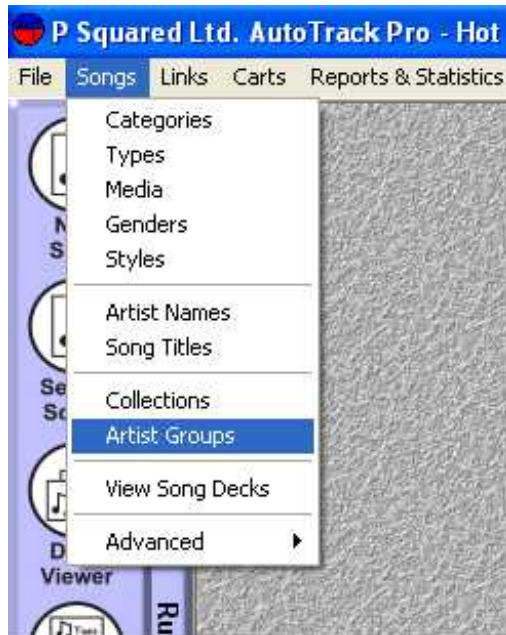 P Squared Ltd. AutoTrack Pro - Hot
File Songs Links Carts Reports & Statistics
Categories
Types
Media
Genders
Styles
Artist Names
Song Titles
Collections
Artist Groups
View Song Decks
Advanced
Viewer